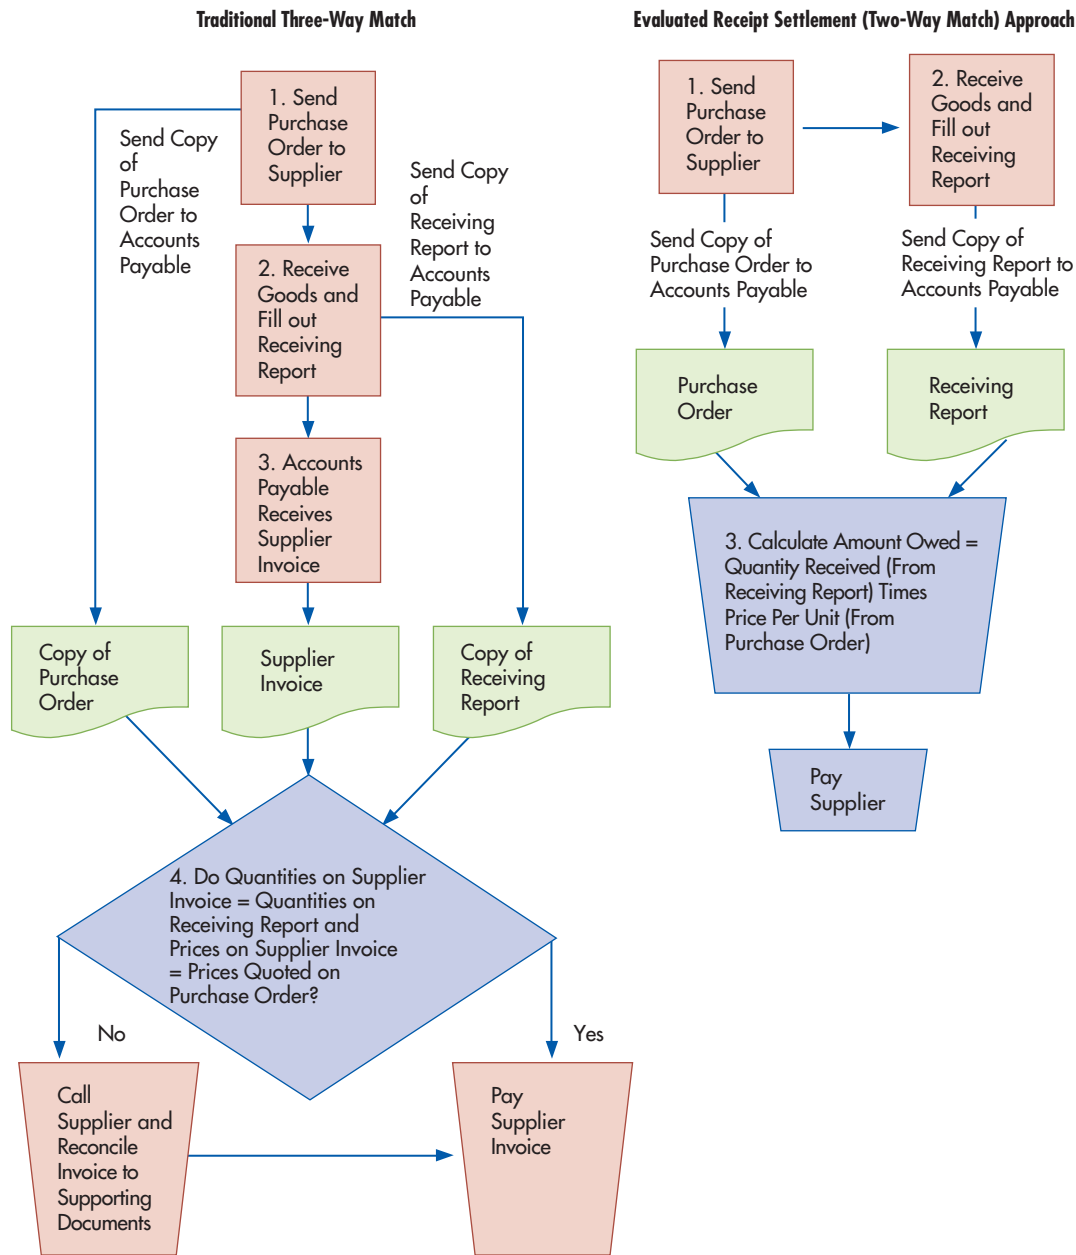 Traditional Three-Way Match
1. Send
Purchase
Order to
Supplier
Send Copy
of
Purchase
Order to
Accounts
Payable
Send Copy
of
Receiving
Report to
Accounts
Payable
2. Receive
Goods and
Fill out
Receiving
Report
3. Accounts
Payable
Receives
Supplier
Invoice
Copy of
Purchase
Order
Supplier
Invoice
Copy of
Receiving
Report
4. Do Quantities on Supplier
Invoice = Quantities on
Receiving Report and
Prices on Supplier Invoice
= Prices Quoted on
Purchase Order?
No
Yes
Call
Supplier and
Reconcile
Invoice to
Supporting
Documents
Pay
Supplier
Invoice
Evaluated Receipt Settlement (Two-Way Match) Approach
1. Send
Purchase
Order to
Supplier
2. Receive
Goods and
Fill out
Receiving
Report
Send Copy of
Purchase Order to
Accounts Payable
Send Copy of
Receiving Report to
Accounts Payable
Purchase
Order
Receiving
Report
3. Calculate Amount Owed =
Quantity Received (From
Receiving Report) Times
Price Per Unit (From
Purchase Order)
Pay
Supplier